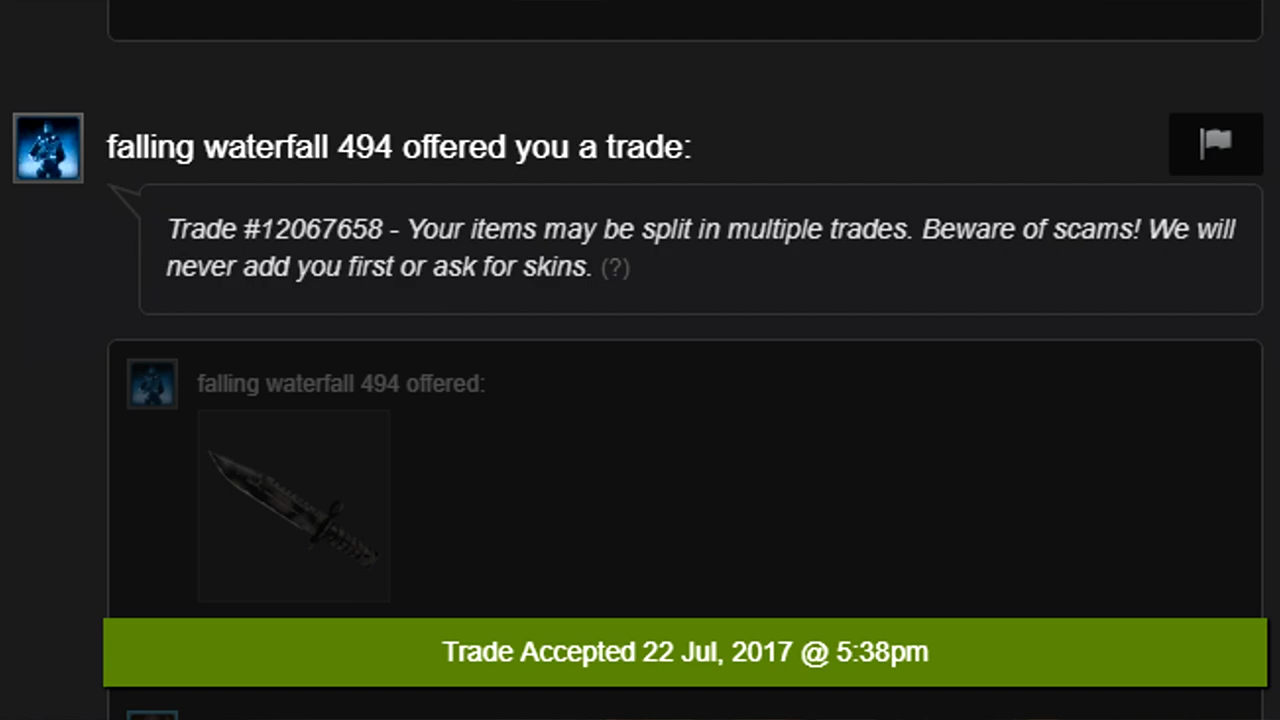 falling waterfall 494 offered you a trade:
Trade #12067658 - Your items may be split in multiple trades. Beware of scams! We will
never add you first or ask for skins. (?)
falling waterfall 494 offered:
Trade Accepted 22 Jul, 2017 @ 5:38pm